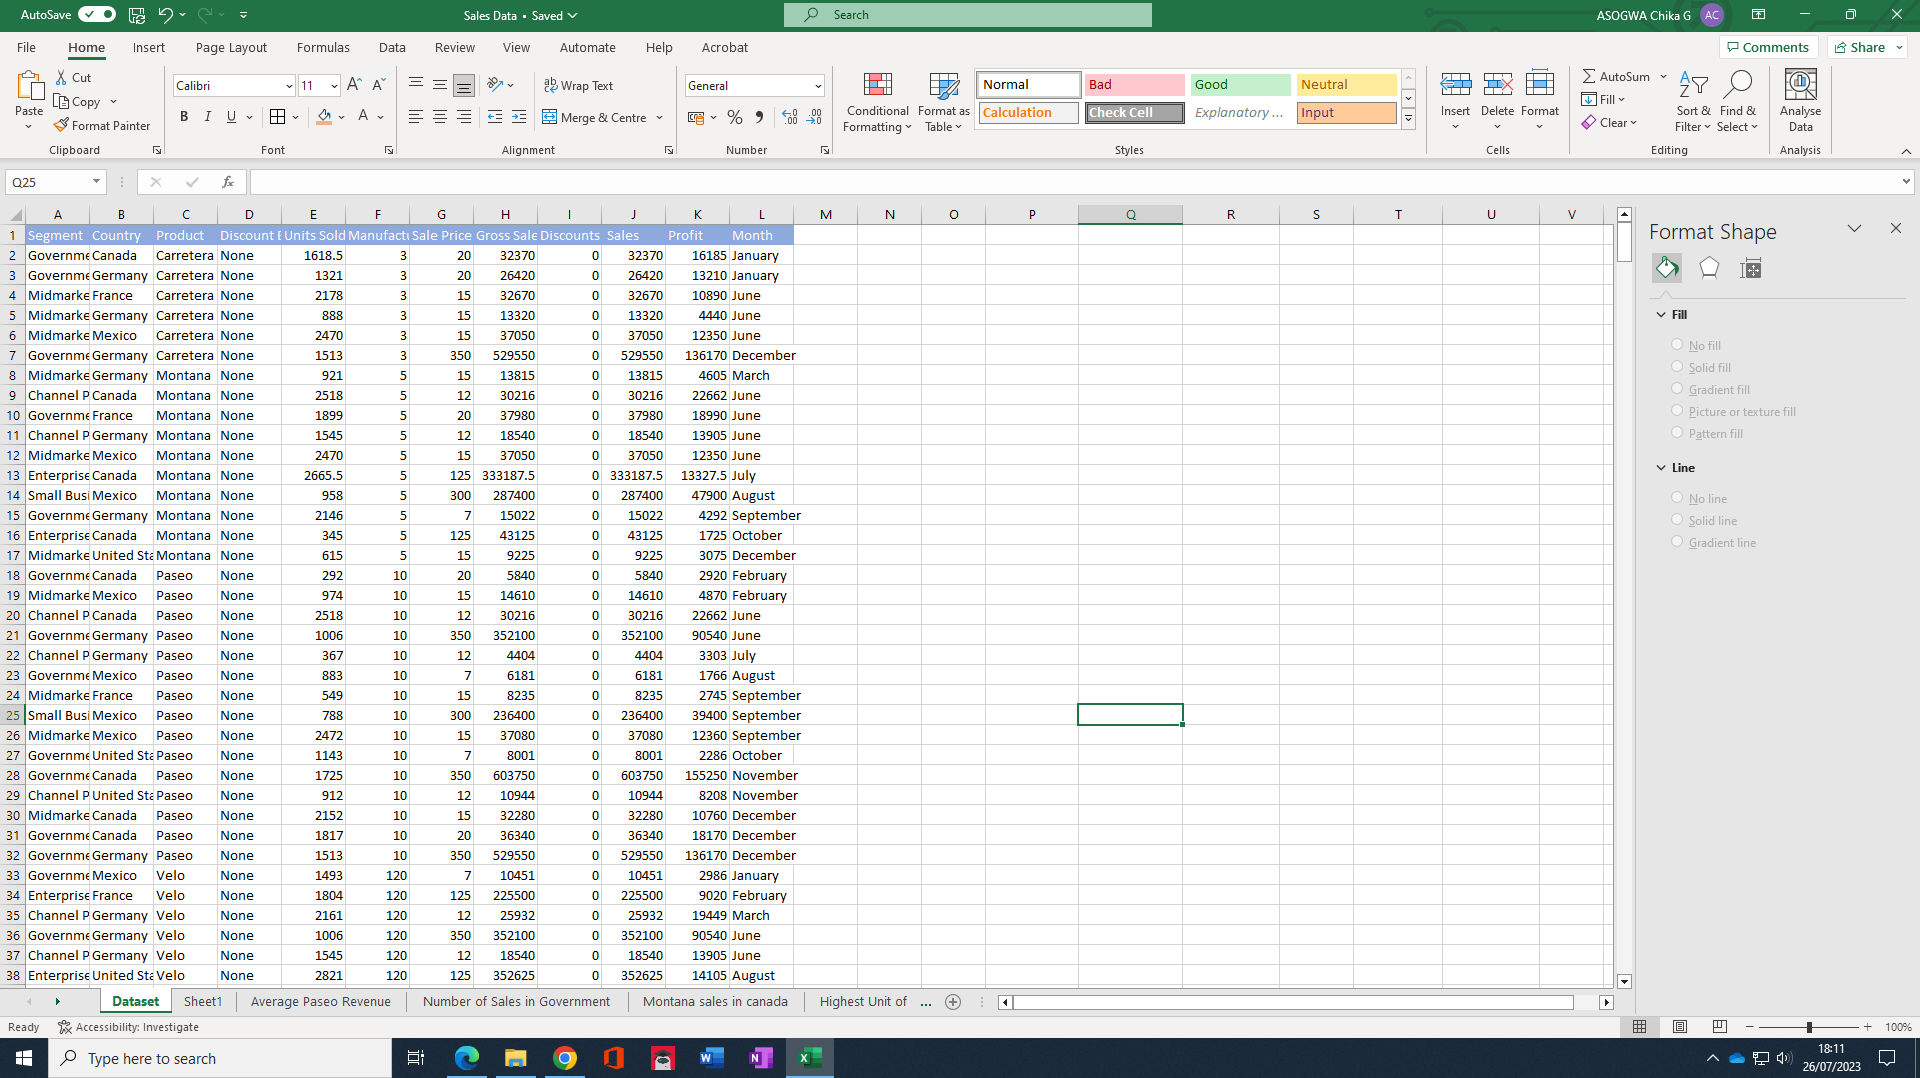 AutoSave Sales Data • Saved Search ASOGWA Chika G AC
File Home Insert Page Layout Formulas Data Review View Automate Help Acrobat Comments Share
Paste Cut Copy Format Painter Clipboard
Calibri 11 B I U A Font
Wrap Text Merge & Centre Alignment
General % Number
Conditional Formatting Format as Table
Normal Bad Good Neutral
Calculation Check Cell Explanatory ... Input
Styles
Insert Delete Format Cells
AutoSum Fill Clear Sort & Filter Find & Select Editing
Analyse Data Analysis
Q25 fx
A B C D E F G H I J K L M N O P Q R S T U V
1 Segment Country Product Discount Units Sold Manufactu Sale Price Gross Sale Discounts Sales Profit Month
2 Governme Canada Carretera None 1618.5 3 20 32370 0 32370 16185 January
3 Governme Germany Carretera None 1321 3 20 26420 0 26420 13210 January
4 Midmarke France Carretera None 2178 3 15 32670 0 32670 10890 June
5 Midmarke Germany Carretera None 888 3 15 13320 0 13320 4440 June
6 Midmarke Mexico Carretera None 2470 3 15 37050 0 37050 12350 June
7 Governme Germany Carretera None 1513 3 350 529550 0 529550 136170 December
8 Midmarke Germany Montana None 921 5 15 13815 0 13815 4605 March
9 Channel P Canada Montana None 2518 5 12 30216 0 30216 22662 June
10 Governme France Montana None 1899 5 20 37980 0 37980 18990 June
11 Channel P Germany Montana None 1545 5 12 18540 0 18540 13905 June
12 Midmarke Mexico Montana None 2470 5 15 37050 0 37050 12350 June
13 Enterprise Canada Montana None 2665.5 5 125 333187.5 0 333187.5 13327.5 July
14 Small Busi Mexico Montana None 958 5 300 287400 0 287400 47900 August
15 Governme Germany Montana None 2146 5 7 15022 0 15022 4292 September
16 Enterprise Canada Montana None 345 5 125 43125 0 43125 1725 October
17 Midmarke United Sta Montana None 615 5 15 9225 0 9225 3075 December
18 Governme Canada Paseo None 292 10 20 5840 0 5840 2920 February
19 Midmarke Mexico Paseo None 974 10 15 14610 0 14610 4870 February
20 Channel P Canada Paseo None 2518 10 12 30216 0 30216 22662 June
21 Governme Germany Paseo None 1006 10 350 352100 0 352100 90540 June
22 Channel P Germany Paseo None 367 10 12 4404 0 4404 3303 July
23 Governme Mexico Paseo None 883 10 7 6181 0 6181 1766 August
24 Midmarke France Paseo None 549 10 15 8235 0 8235 2745 September
25 Small Busi Mexico Paseo None 788 10 300 236400 0 236400 39400 September
26 Midmarke Mexico Paseo None 2472 10 15 37080 0 37080 12360 September
27 Governme United Sta Paseo None 1143 10 7 8001 0 8001 2286 October
28 Governme Canada Paseo None 1725 10 350 603750 0 603750 155250 November
29 Channel P United Sta Paseo None 912 10 12 10944 0 10944 8208 November
30 Midmarke Canada Paseo None 2152 10 15 32280 0 32280 10760 December
31 Governme Canada Paseo None 1817 10 20 36340 0 36340 18170 December
32 Governme Germany Paseo None 1513 10 350 529550 0 529550 136170 December
33 Governme Mexico Velo None 1493 120 7 10451 0 10451 2986 January
34 Enterprise France Velo None 1804 120 125 225500 0 225500 9020 February
35 Channel P Germany Velo None 2161 120 12 25932 0 25932 19449 March
36 Governme Germany Velo None 1006 120 350 352100 0 352100 90540 June
37 Channel P Germany Velo None 1545 120 12 18540 0 18540 13905 June
38 Enterprise United Sta Velo None 2821 120 125 352625 0 352625 14105 August
Format Shape
Fill
No fill
Solid fill
Gradient fill
Picture or texture fill
Pattern fill
Line
No line
Solid line
Gradient line
Dataset Sheet1 Average Paseo Revenue Number of Sales in Government Montana sales in canada Highest Unit of ...
Ready Accessibility: Investigate 100%
Type here to search 18:11
26/07/2023